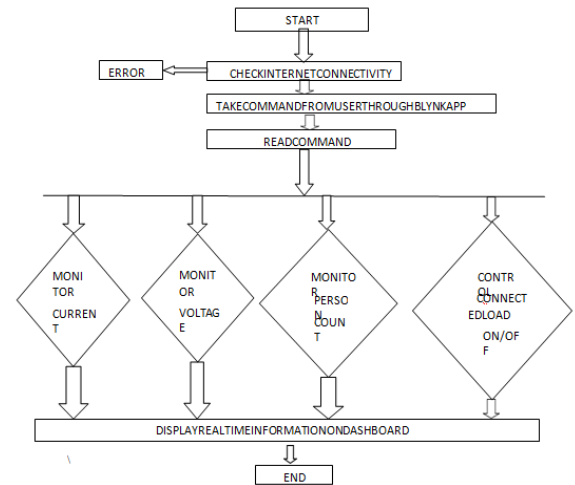 START
ERROR
CHECKINTERNETCONNECTIVITY
TAKECOMMANDFROMUSERTHROUGHBLYNKAPP
READCOMMAND
MONI
TOR
CURREN
T
MONIT
OR
VOLTAG
E
MONITO
R
PERSO
N
COUN
T
CONTR
OL
CONNECT
EDLOAD
ON/OF
F
DISPLAYREALTIMEINFORMATIONONDASHBOARD
\
END